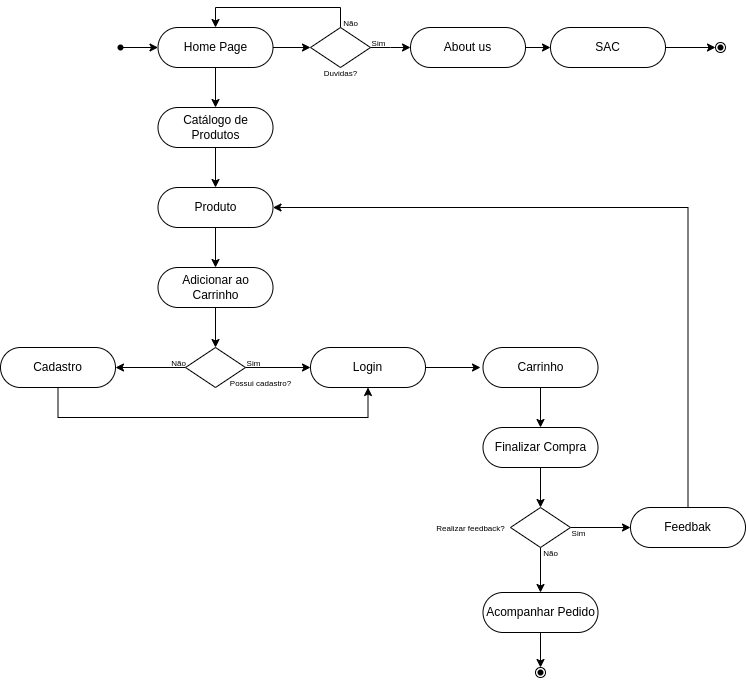 Não
Home Page
Sim
About us
SAC
Duvidas?
Catálogo de
Produtos
Produto
Adicionar ao
Carrinho
Cadastro
Não
Sim
Possui cadastro?
Login
Carrinho
Finalizar Compra
Realizar feedback?
Sim
Feedbak
Não
Acompanhar Pedido